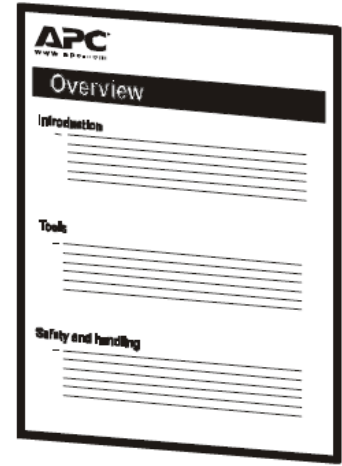 APC
www.apc.com
Overview
Introduction
Tools
Safety and handling